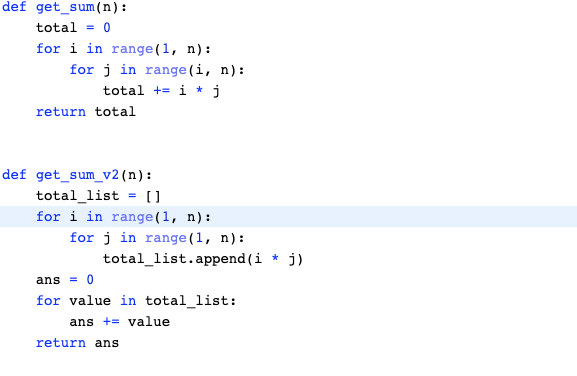 def get_sum(n):
    total = 0
    for i in range(1, n):
        for j in range(i, n):
            total += i * j
    return total
def get_sum_v2(n):
    total_list = []
    for i in range(1, n):
        for j in range(1, n):
            total_list.append(i * j)
    ans = 0
    for value in total_list:
        ans += value
    return ans